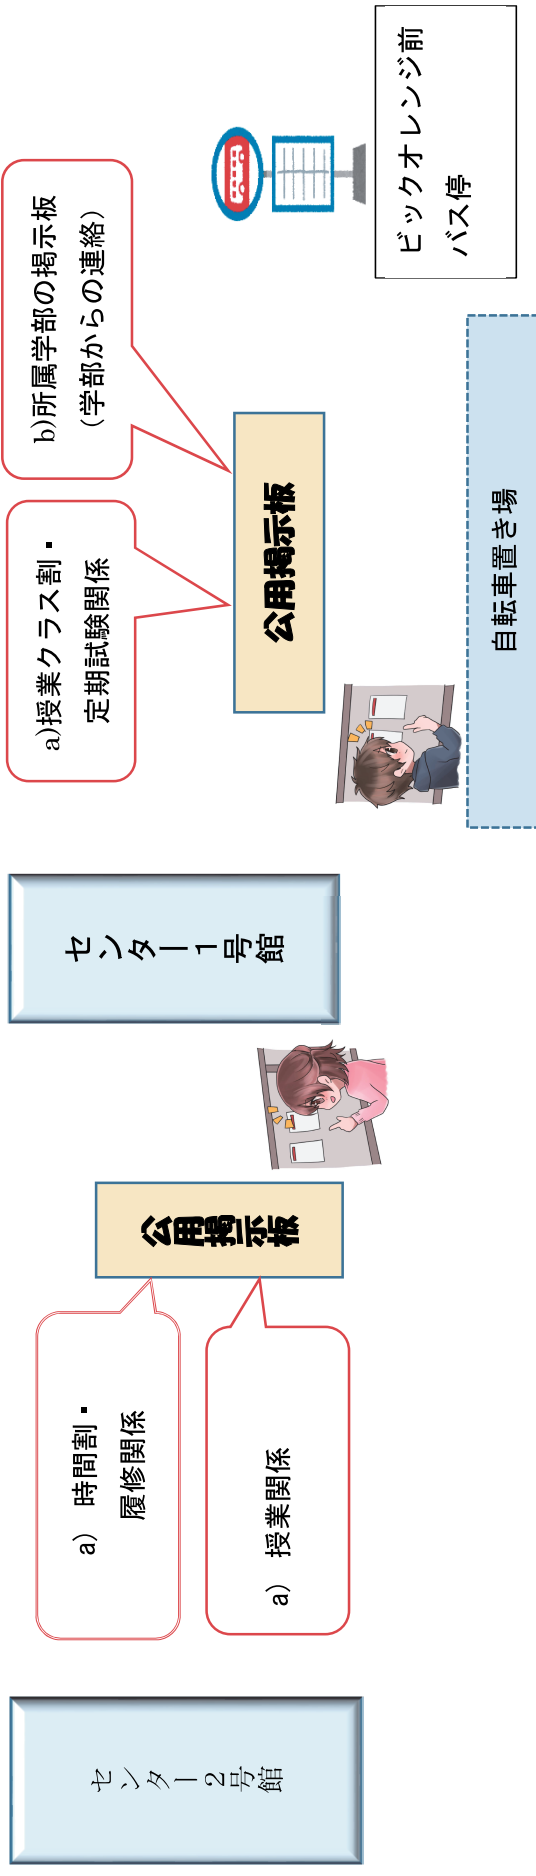 センター２号館
a） 時間割・
履修関係
a） 授業関係
公用掲示板
センター１号館
a)授業クラス割・
定期試験関係
b)所属学部の掲示板
（学部からの連絡）
公用掲示板
自転車置き場
ビックオレンジ前
バス停